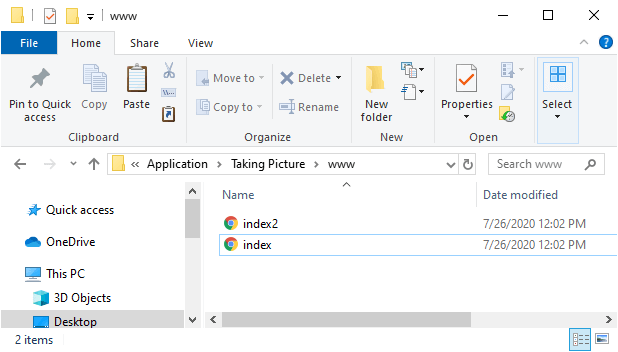 www
File Home Share View
Pin to Quick access
Copy
Paste
Clipboard
Move to
Copy to
Delete
Rename
Organize
New folder
New
Properties
Open
Select
« Application > Taking Picture > www
Search www
Name Date modified
Quick access
OneDrive
This PC
3D Objects
Desktop
index2 7/26/2020 12:02 PM
index 7/26/2020 12:02 PM
2 items